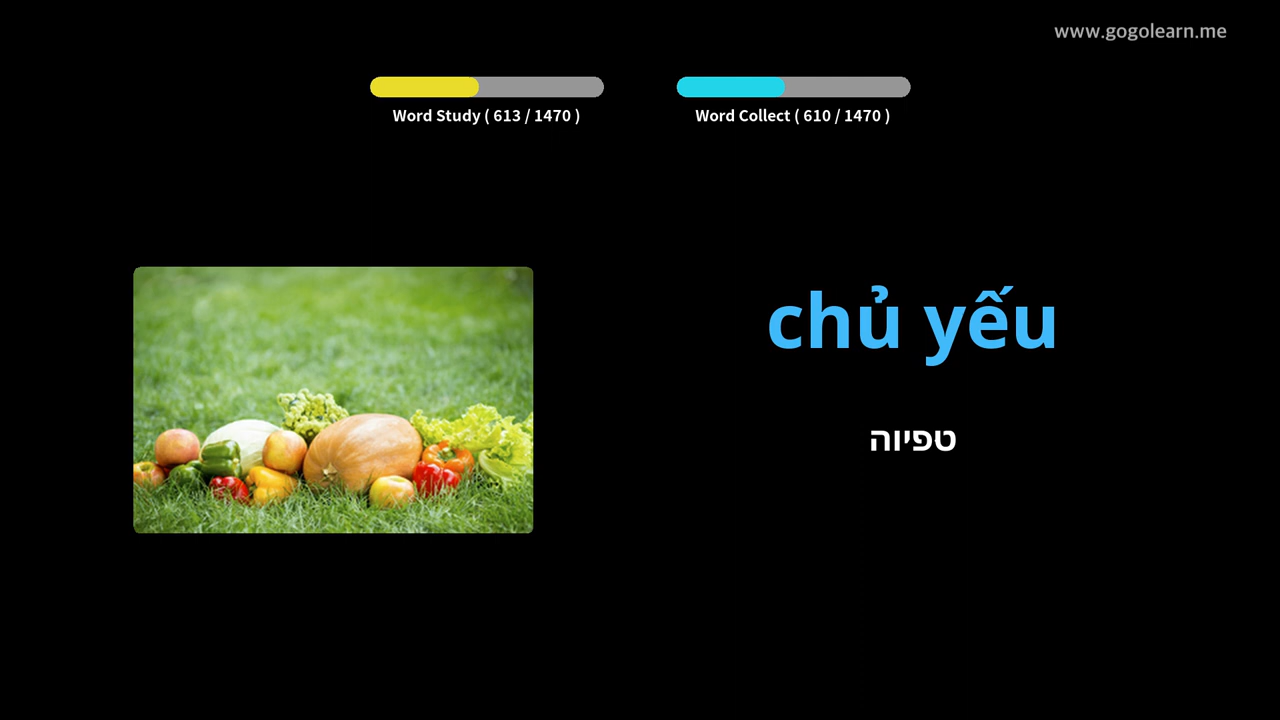 www.gogolearn.me
Word Study ( 613 / 1470 )
Word Collect ( 610 / 1470 )
chủ yếu
טפיוה